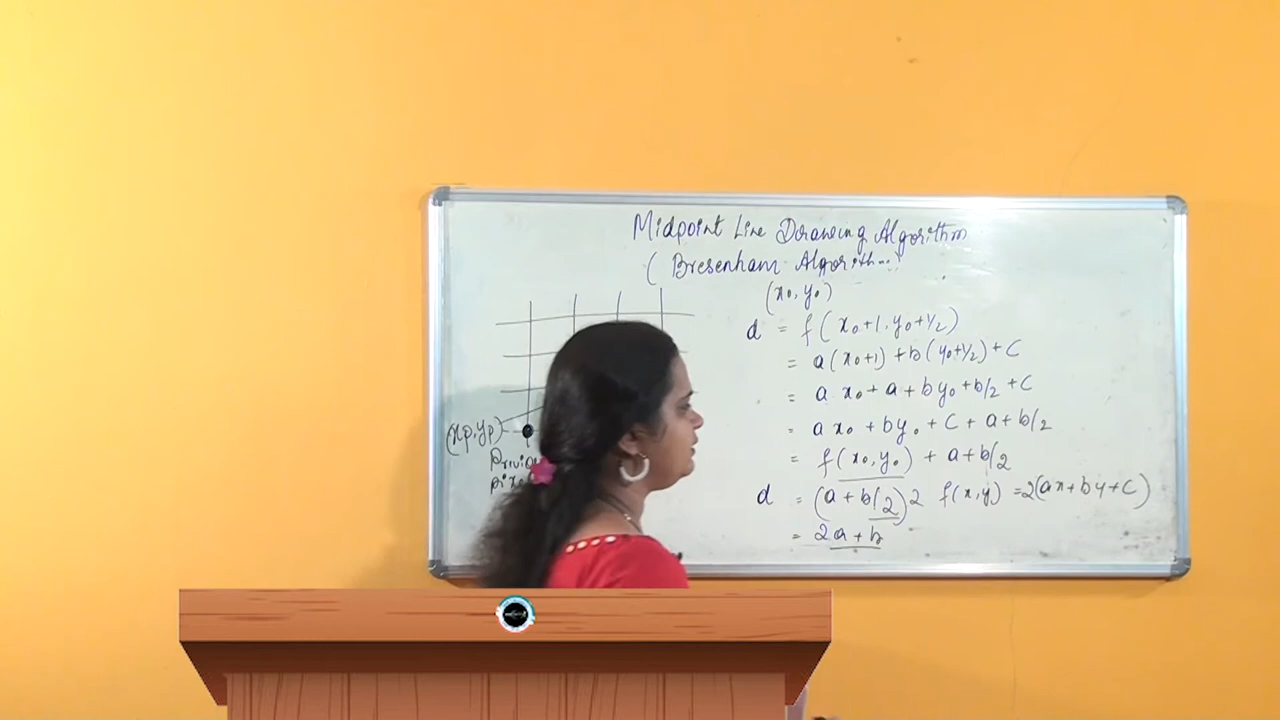 Midpoint Line Drawing Algorithm
( Bresenham
(x₀, y₀)
d = f(x₀+1, y₀+1/2)
= a(x₀+1) + b(y₀+1/2) + C
= a x₀ + a + b y₀ + b/2 + C
= a x₀ + b y₀ + C + a + b/2
= f(x₀, y₀) + a + b/2
d = (a + b/2)2 f(x,y) = 2(ax+by+C)
= 2a + b
(xp, yp)